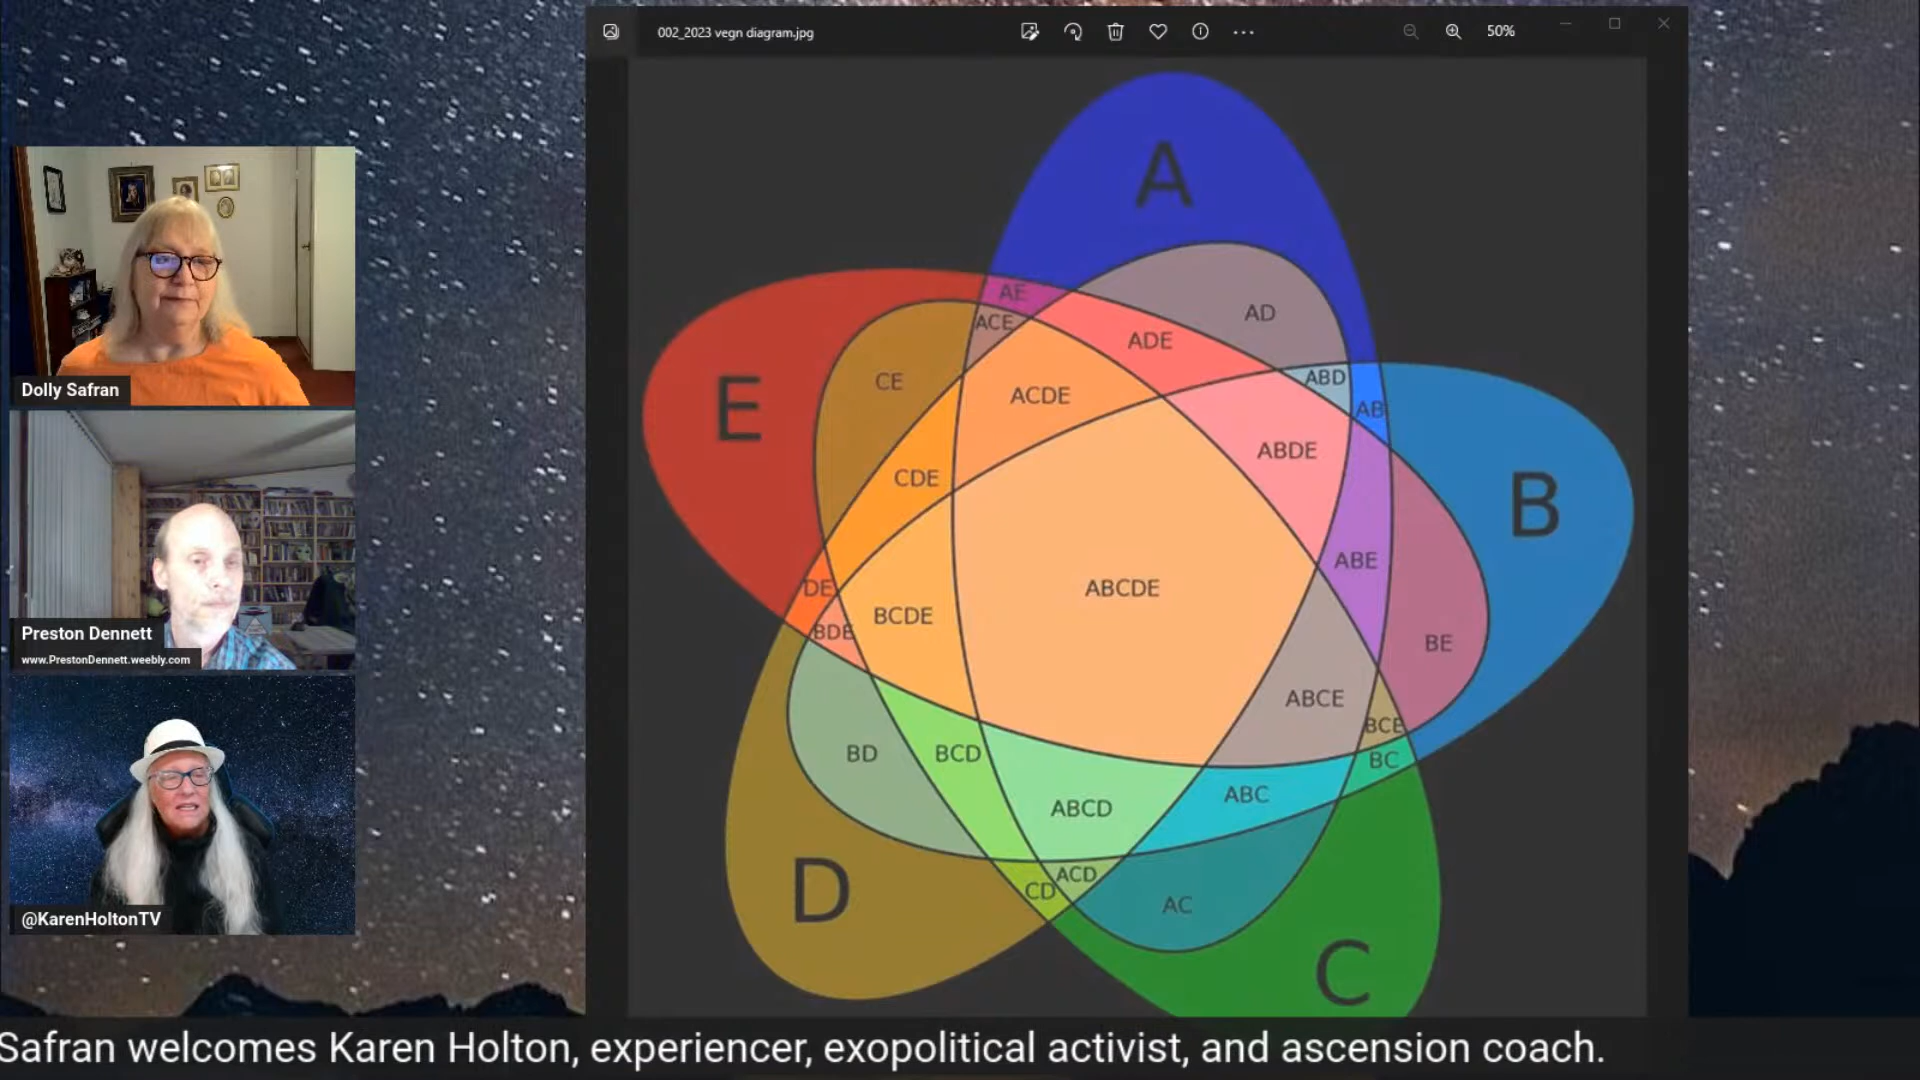 002_2023 vegn diagram.jpg
50%
A
AE
ACE
AD
ADE
ABD
AB
E
CE
ACDE
ABDE
B
CDE
ABE
DE
BCDE
ABCDE
BDE
BE
ABCE
BCE
BD
BCD
BC
ABC
ABCD
D
ACD
CD
AC
C
Dolly Safran
Preston Dennett
www.PrestonDennett.weebly.com
@KarenHoltonTV
Safran welcomes Karen Holton, experiencer, exopolitical activist, and ascension coach.